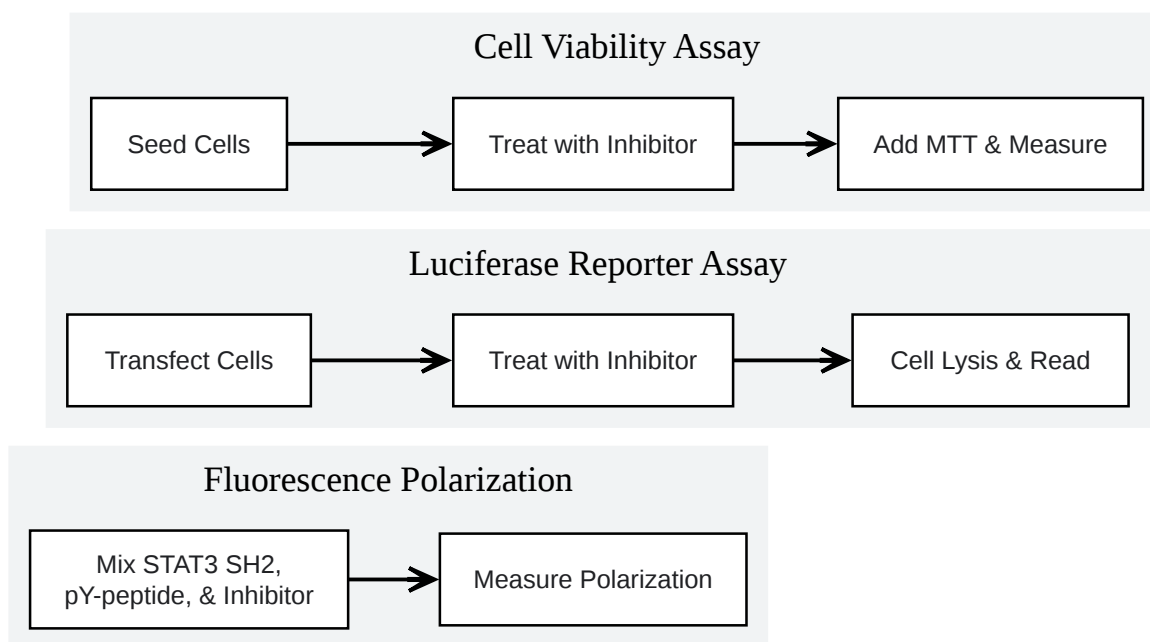 Cell Viability Assay
Seed Cells
Treat with Inhibitor
Add MTT & Measure
Luciferase Reporter Assay
Transfect Cells
Treat with Inhibitor
Cell Lysis & Read
Fluorescence Polarization
Mix STAT3 SH2,
pY-peptide, & Inhibitor
Measure Polarization